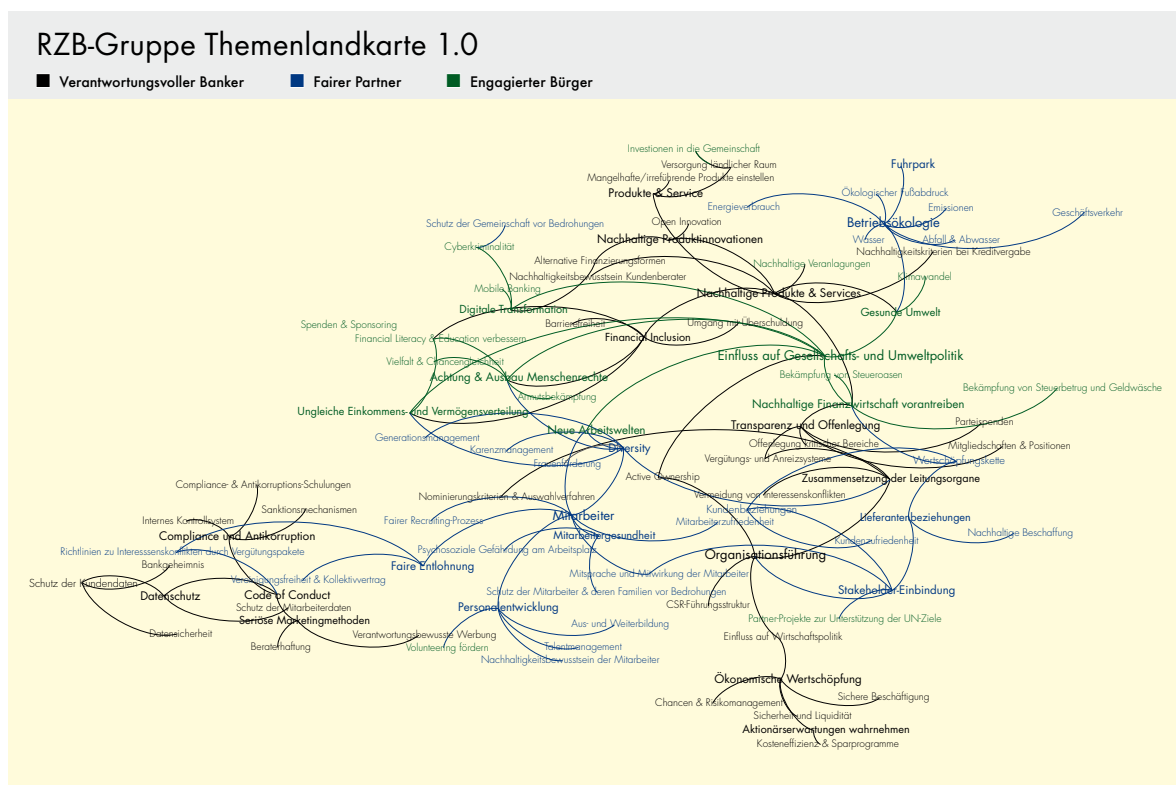 RZB-Gruppe Themenlandkarte 1.0
Verantwortungsvoller Banker
Fairer Partner
Engagierter Bürger
Investionen in die Gemeinschaft
Versorgung ländlicher Raum
Fuhrpark
Mangelhafte/irreführende Produkte einstellen
Produkte & Service
Ökologischer Fußabdruck
Energieverbrauch
Emissionen
Geschäftsverkehr
Schutz der Gemeinschaft vor Bedrohungen
Open Innovation
Betriebsökologie
Cyberkriminalität
Nachhaltige Produktinnovationen
Wasser
Abfall & Abwasser
Nachhaltigkeitskriterien bei Kreditvergabe
Alternative Finanzierungsformen
Nachhaltige Veranlagungen
Nachhaltigkeitsbewusstsein Kundenberater
Klimawandel
Mobile Banking
Nachhaltige Produkte & Services
Digitale Transformation
Gesunde Umwelt
Spenden & Sponsoring
Barrierefreiheit
Umgang mit Überschuldung
Financial Literacy & Education verbessern
Financial Inclusion
Vielfalt & Chancengleichheit
Einfluss auf Gesellschafts- und Umweltpolitik
Achtung & Ausbau Menschenrechte
Bekämpfung von Steueroasen
Bekämpfung von Steuerbetrug und Geldwäsche
Armutsbekämpfung
Ungleiche Einkommens- und Vermögensverteilung
Nachhaltige Finanzwirtschaft vorantreiben
Parteispenden
Neue Arbeitswelten
Transparenz und Offenlegung
Generationsmanagement
Offenlegung kritischer Bereiche
Mitgliedschaften & Positionen
Karenzmanagement
Diversity
Vergütungs- und Anreizsysteme
Wertschöpfungskette
Frauenförderung
Active Ownership
Zusammensetzung der Leitungsorgane
Compliance- & Antikorruptions-Schulungen
Nominierungskriterien & Auswahlverfahren
Vermeidung von Interessenskonflikten
Sanktionsmechanismen
Kundenbeziehungen
Internes Kontrollsystem
Fairer Recruiting-Prozess
Mitarbeiter
Mitarbeiterzufriedenheit
Lieferantenbeziehungen
Compliance und Antikorruption
Mitarbeitergesundheit
Nachhaltige Beschaffung
Kundenzufriedenheit
Richtlinien zu Interessenskonflikten durch Vergütungspakete
Psychosoziale Gefährdung am Arbeitsplatz
Organisationsführung
Bankgeheimnis
Faire Entlohnung
Mitsprache und Mitwirkung der Mitarbeiter
Schutz der Kundendaten
Vereinigungsfreiheit & Kollektivvertrag
Datenschutz
Code of Conduct
Schutz der Mitarbeiter & deren Familien vor Bedrohungen
Stakeholder-Einbindung
Schutz der Mitarbeiterdaten
Personalentwicklung
CSR-Führungsstruktur
Seriöse Marketingmethoden
Aus- und Weiterbildung
Partner-Projekte zur Unterstützung der UN-Ziele
Datensicherheit
Verantwortungsbewusste Werbung
Einfluss auf Wirtschaftspolitik
Beraterhaftung
Volunteering fördern
Talentmanagement
Nachhaltigkeitsbewusstsein der Mitarbeiter
Ökonomische Wertschöpfung
Sichere Beschäftigung
Chancen & Risikomanagement
Sicherheit und Liquidität
Aktionärserwartungen wahrnehmen
Kosteneffizienz & Sparprogramme